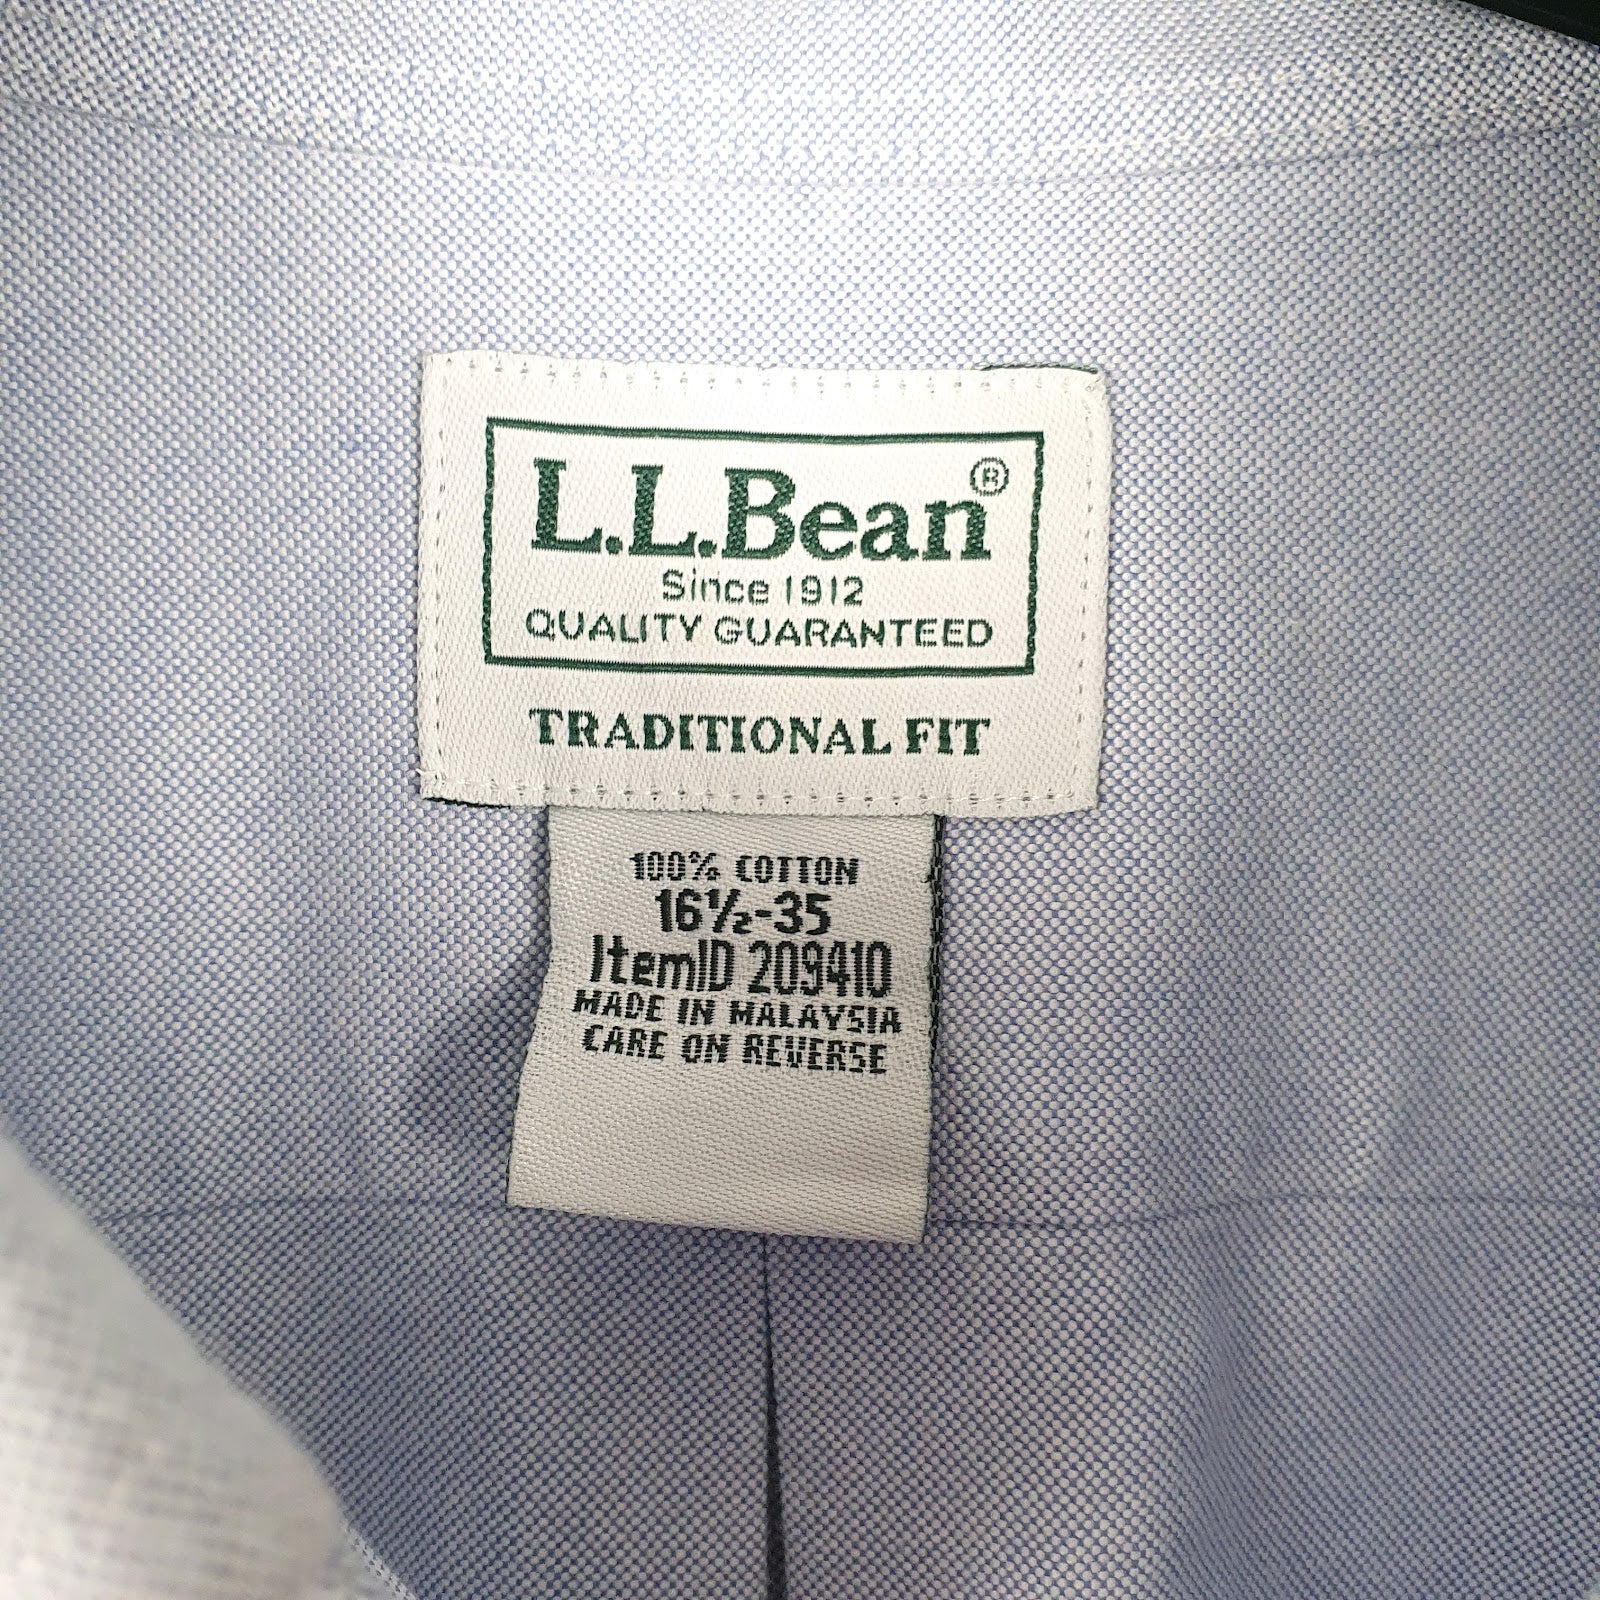 L.L.Bean®
Since 1912
QUALITY GUARANTEED
TRADITIONAL FIT
100% COTTON
16½-35
ItemID 209410
MADE IN MALAYSIA
CARE ON REVERSE